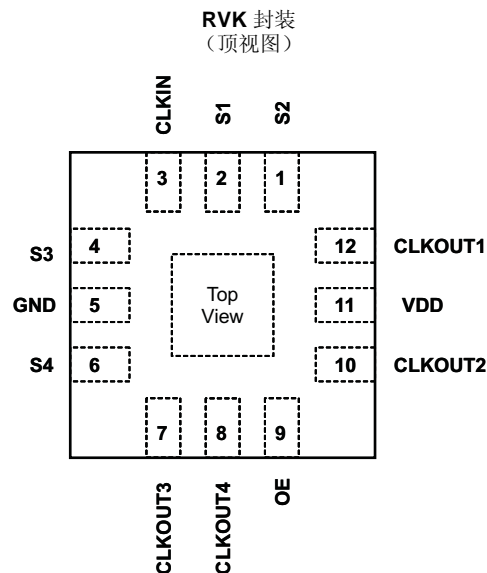 RVK 封装
（顶视图）
CLKIN
S1
S2
3
2
1
S3
4
12
CLKOUT1
GND
5
Top
View
11
VDD
S4
6
10
CLKOUT2
7
8
9
CLKOUT3
CLKOUT4
OE